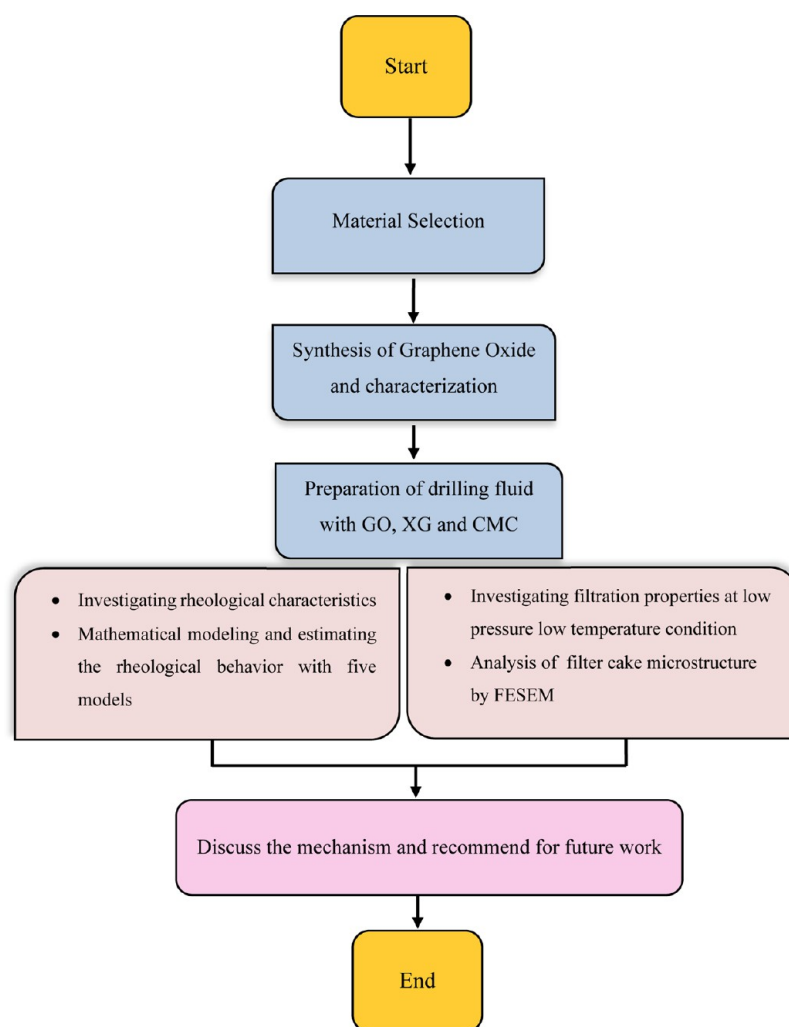 Start
Material Selection
Synthesis of Graphene Oxide
and characterization
Preparation of drilling fluid
with GO, XG and CMC
• Investigating rheological characteristics
• Mathematical modeling and estimating
the rheological behavior with five
models
• Investigating filtration properties at low
pressure low temperature condition
• Analysis of filter cake microstructure
by FESEM
Discuss the mechanism and recommend for future work
End